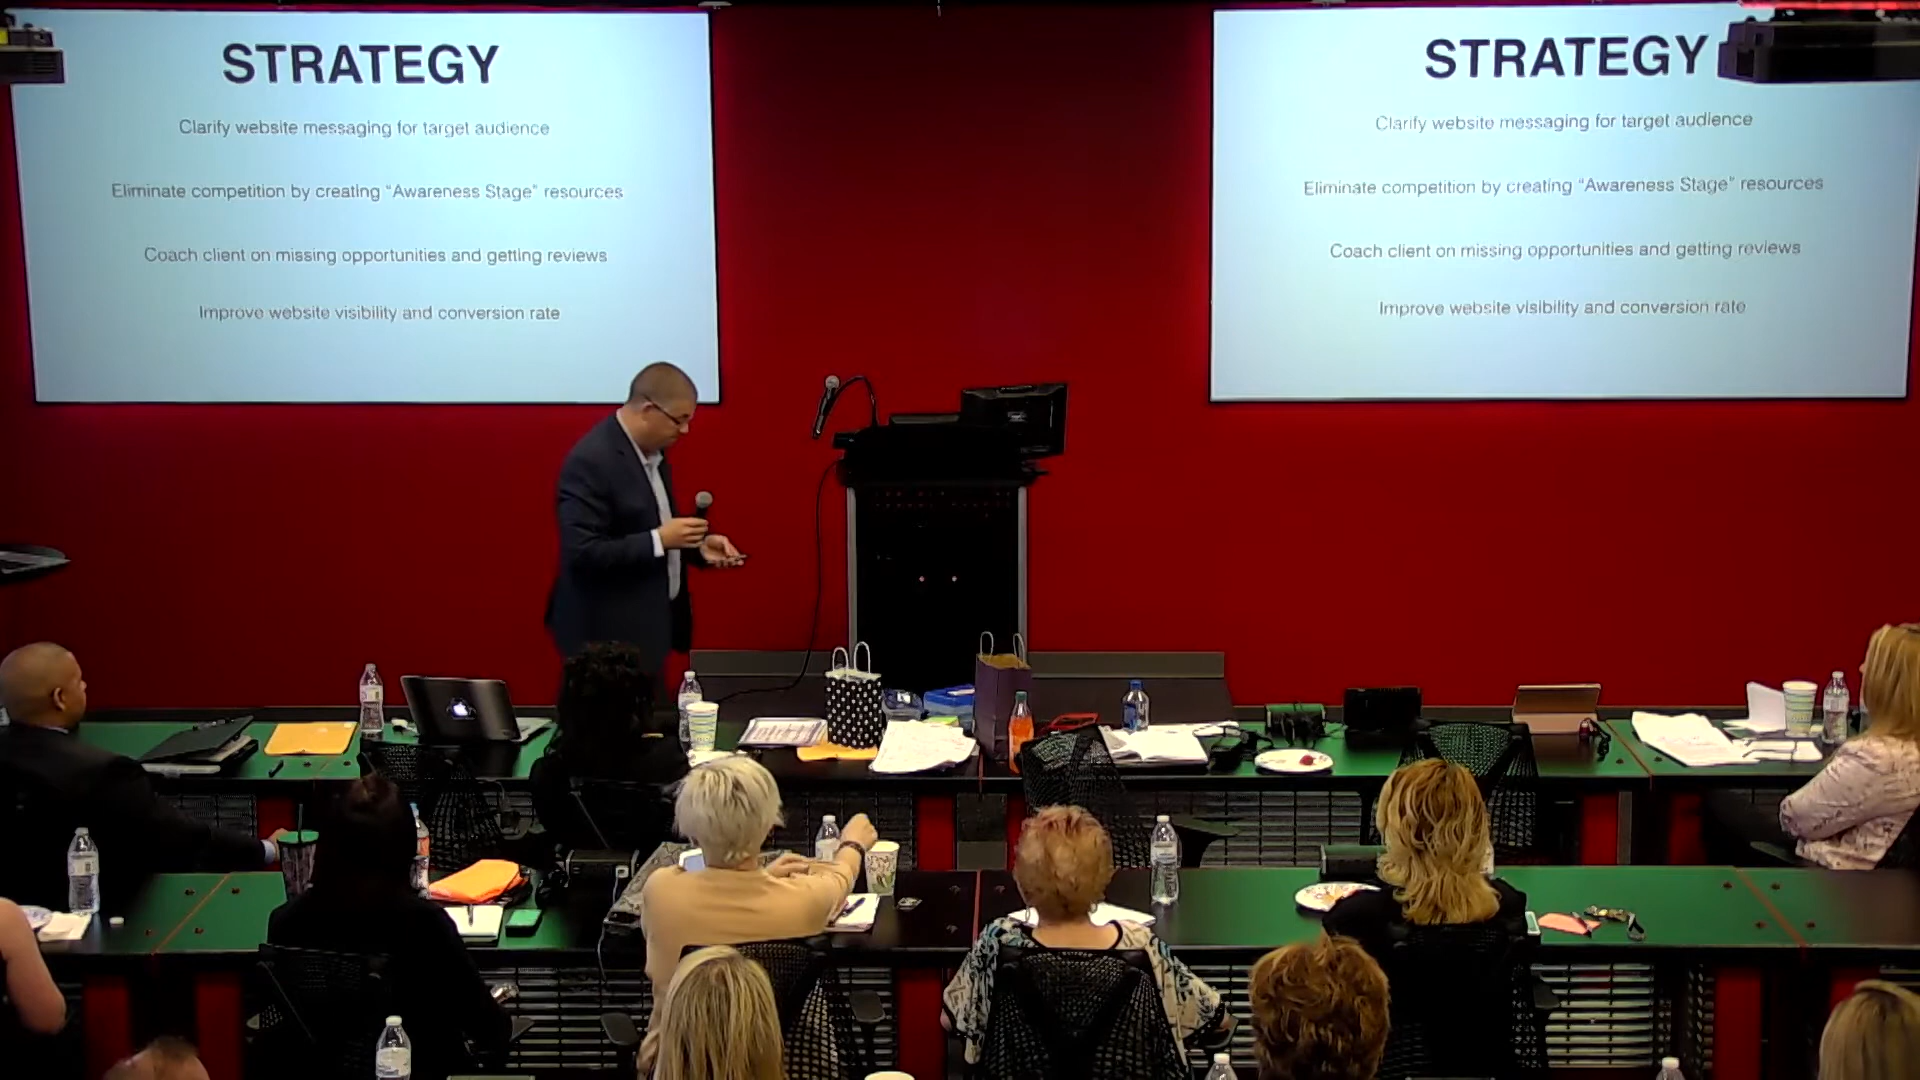 STRATEGY
Clarify website messaging for target audience
Eliminate competition by creating "Awareness Stage" resources
Coach client on missing opportunities and getting reviews
Improve website visibility and conversion rate
STRATEGY
Clarify website messaging for target audience
Eliminate competition by creating "Awareness Stage" resources
Coach client on missing opportunities and getting reviews
Improve website visibility and conversion rate